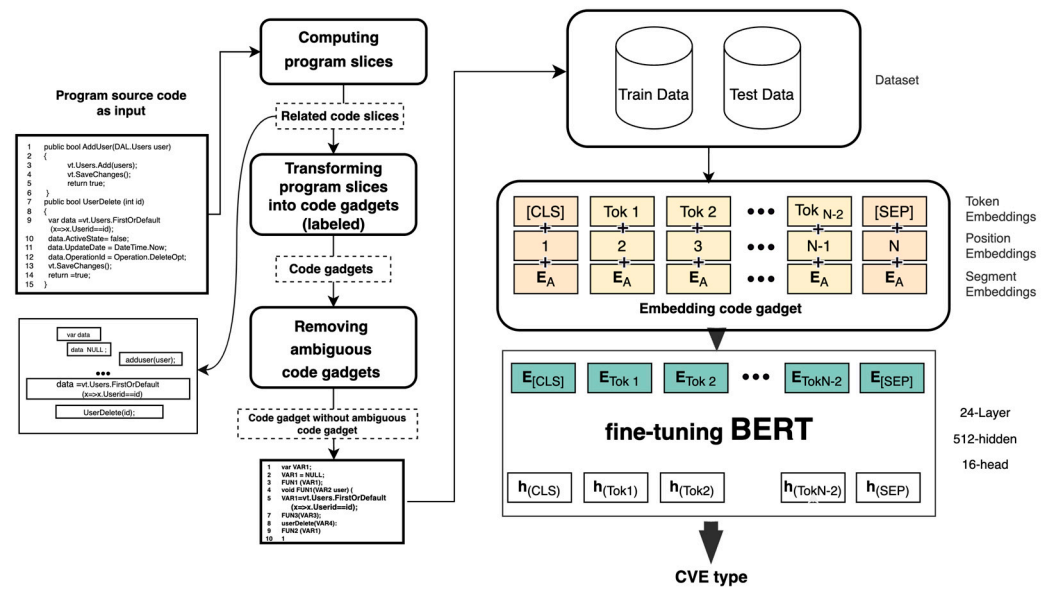 Program source code
as input
1 public bool AddUser(DAL.Users user)
2 {
3 vt.Users.Add(users);
4 vt.SaveChanges();
5 return true;
6 }
7 public bool UserDelete (int id)
8 {
9 var data =vt.Users.FirstOrDefault
(x=>x.Userid==id);
10 data.ActiveState= false;
11 data.UpdateDate = DateTime.Now;
12 data.OperationId = Operation.DeleteOpt;
13 vt.SaveChanges();
14 return =true;
15 }
var data
data NULL ;
adduser(user);
•••
data =vt.Users.FirstOrDefault
(x=>x.Userid==id)
UserDelete(id);
Computing
program slices
Related code slices
Transforming
program slices
into code gadgets
(labeled)
Code gadgets
Removing
ambiguous
code gadgets
Code gadget without ambiguous
code gadget
1 var VAR1;
2 VAR1 = NULL;
3 FUN1 (VAR1);
4 void FUN1(VAR2 user) {
5 VAR1=vt.Users.FirstOrDefault
(x=>x.Userid==id);
7 FUN3(VAR3);
8 userDelete(VAR4):
9 FUN2 (VAR1)
10 1
Train Data
Test Data
Dataset
[CLS] Tok 1 Tok 2 ••• Tok N-2 [SEP]
Token
Embeddings
+ + + + +
1 2 3 ••• N-1 N
Position
Embeddings
+ + + + +
EA EA EA ••• EA EA
Segment
Embeddings
Embedding code gadget
E[CLS] ETok 1 ETok 2 ••• ETokN-2 E[SEP]
fine-tuning BERT
24-Layer
512-hidden
16-head
h(CLS) h(Tok1) h(Tok2) h(TokN-2) h(SEP)
CVE type